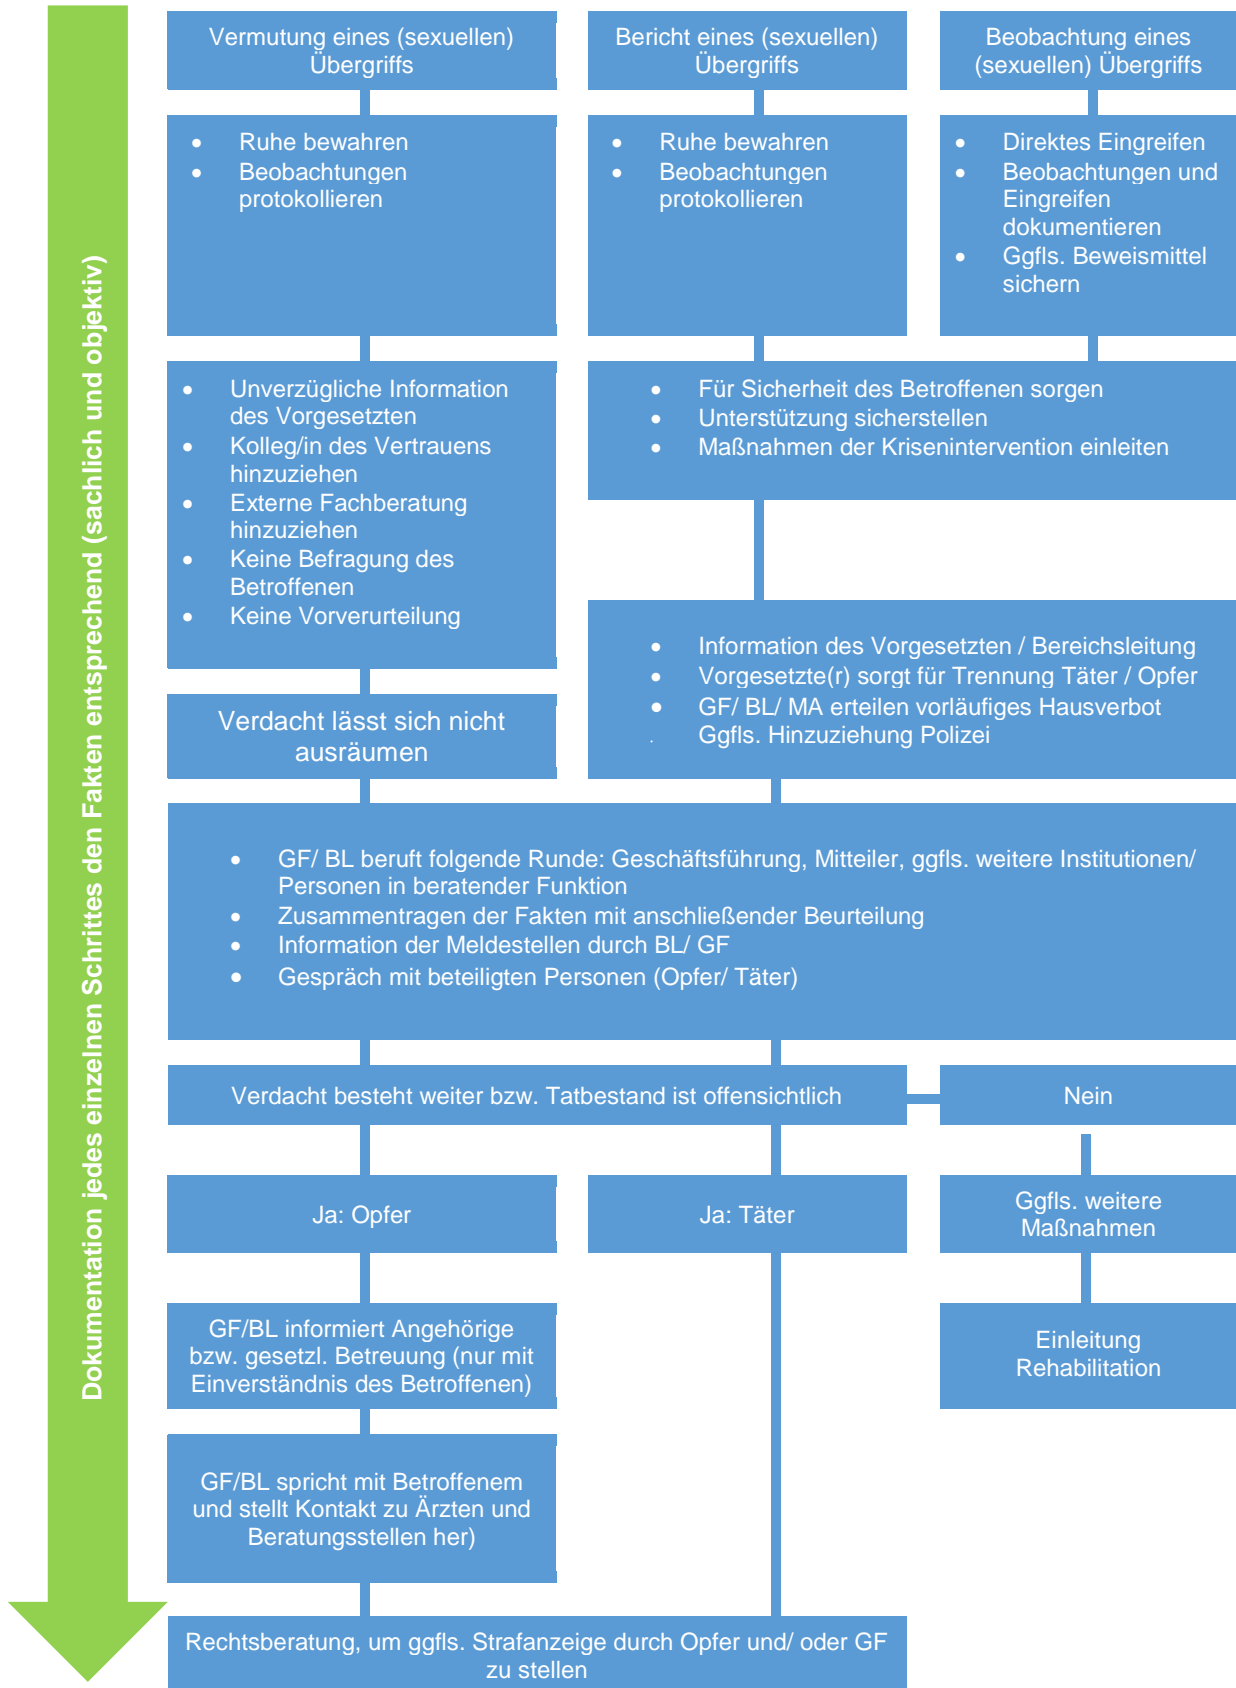 Dokumentation jedes einzelnen Schrittes den Fakten entsprechend (sachlich und objektiv)
Vermutung eines (sexuellen)
Übergriffs
Bericht eines (sexuellen)
Übergriffs
Beobachtung eines
(sexuellen) Übergriffs
• Ruhe bewahren
• Beobachtungen
protokollieren
• Ruhe bewahren
• Beobachtungen
protokollieren
• Direktes Eingreifen
• Beobachtungen und
Eingreifen
dokumentieren
• Ggfls. Beweismittel
sichern
• Unverzügliche Information
des Vorgesetzten
• Kolleg/in des Vertrauens
hinzuziehen
• Externe Fachberatung
hinzuziehen
• Keine Befragung des
Betroffenen
• Keine Vorverurteilung
• Für Sicherheit des Betroffenen sorgen
• Unterstützung sicherstellen
• Maßnahmen der Krisenintervention einleiten
• Information des Vorgesetzten / Bereichsleitung
• Vorgesetzte(r) sorgt für Trennung Täter / Opfer
• GF/ BL/ MA erteilen vorläufiges Hausverbot
. Ggfls. Hinzuziehung Polizei
Verdacht lässt sich nicht
ausräumen
• GF/ BL beruft folgende Runde: Geschäftsführung, Mitteiler, ggfls. weitere Institutionen/
Personen in beratender Funktion
• Zusammentragen der Fakten mit anschließender Beurteilung
• Information der Meldestellen durch BL/ GF
• Gespräch mit beteiligten Personen (Opfer/ Täter)
Verdacht besteht weiter bzw. Tatbestand ist offensichtlich
Nein
Ja: Opfer
Ja: Täter
Ggfls. weitere
Maßnahmen
GF/BL informiert Angehörige
bzw. gesetzl. Betreuung (nur mit
Einverständnis des Betroffenen)
Einleitung
Rehabilitation
GF/BL spricht mit Betroffenem
und stellt Kontakt zu Ärzten und
Beratungsstellen her)
Rechtsberatung, um ggfls. Strafanzeige durch Opfer und/ oder GF
zu stellen